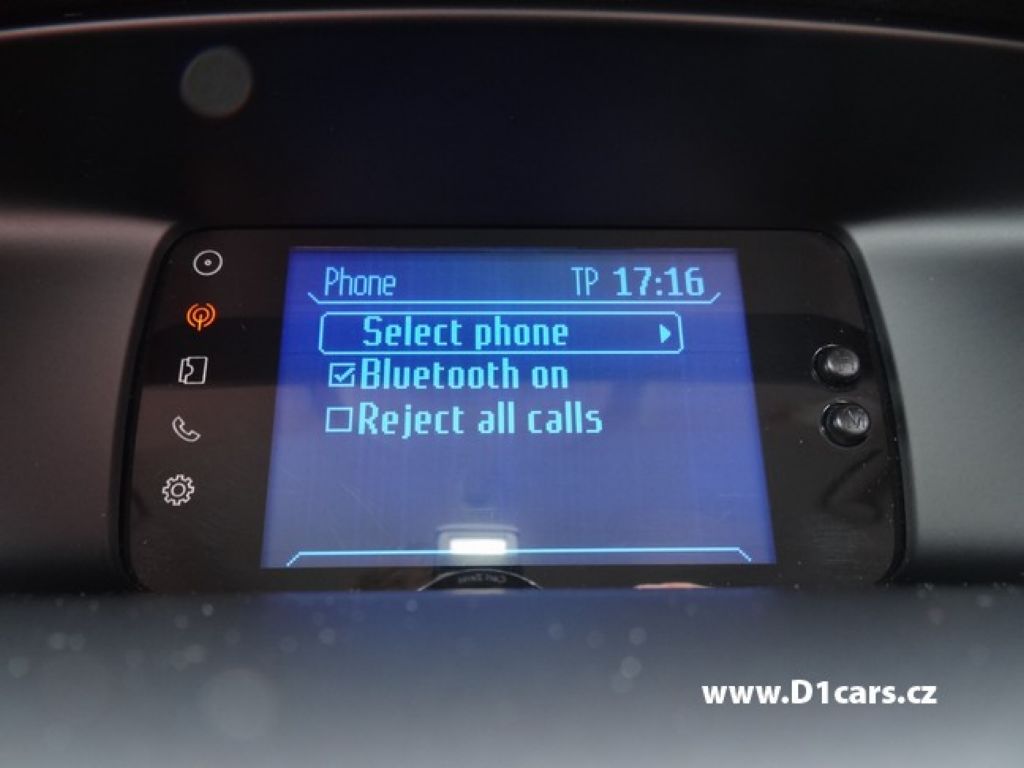 Phone TP 17:16
Select phone
Bluetooth on
Reject all calls
www.D1cars.cz